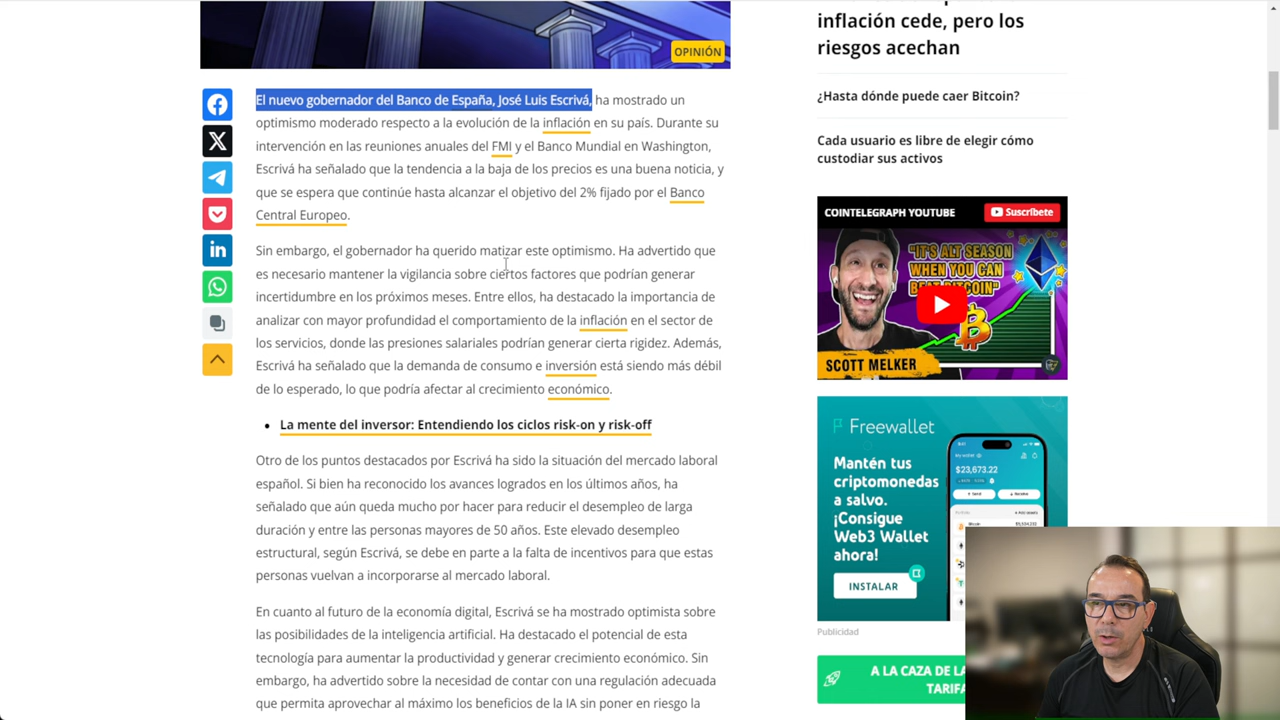 OPINIÓN
El nuevo gobernador del Banco de España, José Luis Escrivá, ha mostrado un
optimismo moderado respecto a la evolución de la inflación en su país. Durante su
intervención en las reuniones anuales del FMI y el Banco Mundial en Washington,
Escrivá ha señalado que la tendencia a la baja de los precios es una buena noticia, y
que se espera que continúe hasta alcanzar el objetivo del 2% fijado por el Banco
Central Europeo.
Sin embargo, el gobernador ha querido matizar este optimismo. Ha advertido que
es necesario mantener la vigilancia sobre ciertos factores que podrían generar
incertidumbre en los próximos meses. Entre ellos, ha destacado la importancia de
analizar con mayor profundidad el comportamiento de la inflación en el sector de
los servicios, donde las presiones salariales podrían generar cierta rigidez. Además,
Escrivá ha señalado que la demanda de consumo e inversión está siendo más débil
de lo esperado, lo que podría afectar al crecimiento económico.
• La mente del inversor: Entendiendo los ciclos risk-on y risk-off
Otro de los puntos destacados por Escrivá ha sido la situación del mercado laboral
español. Si bien ha reconocido los avances logrados en los últimos años, ha
señalado que aún queda mucho por hacer para reducir el desempleo de larga
duración y entre las personas mayores de 50 años. Este elevado desempleo
estructural, según Escrivá, se debe en parte a la falta de incentivos para que estas
personas vuelvan a incorporarse al mercado laboral.
En cuanto al futuro de la economía digital, Escrivá se ha mostrado optimista sobre
las posibilidades de la inteligencia artificial. Ha destacado el potencial de esta
tecnología para aumentar la productividad y generar crecimiento económico. Sin
embargo, ha advertido sobre la necesidad de contar con una regulación adecuada
que permita aprovechar al máximo los beneficios de la IA sin poner en riesgo la
inflación cede, pero los
riesgos acechan
¿Hasta dónde puede caer Bitcoin?
Cada usuario es libre de elegir cómo
custodiar sus activos
COINTELEGRAPH YOUTUBE
Suscríbete
"IT'S ALT SEASON
WHEN YOU CAN
BEAT BITCOIN"
SCOTT MELKER
Freewallet
Mantén tus
criptomonedas
a salvo.
¡Consigue
Web3 Wallet
ahora!
INSTALAR
$23,673.22
Publicidad
A LA CAZA DE LA
TARIFA